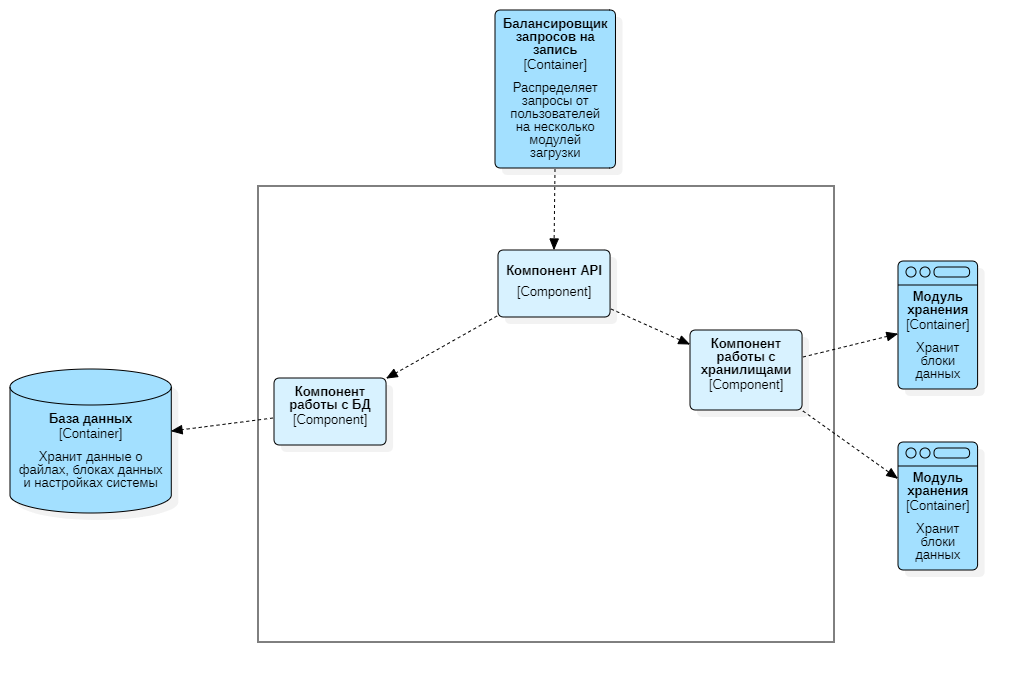 Балансировщик
запросов на
запись
[Container]
Распределяет
запросы от
пользователей
на несколько
модулей
загрузки
Компонент API
[Component]
Компонент
работы с
хранилищами
[Component]
Модуль
хранения
[Container]
Хранит
блоки
данных
Компонент
работы с БД
[Component]
База данных
[Container]
Хранит данные о
файлах, блоках данных
и настройках системы
Модуль
хранения
[Container]
Хранит
блоки
данных